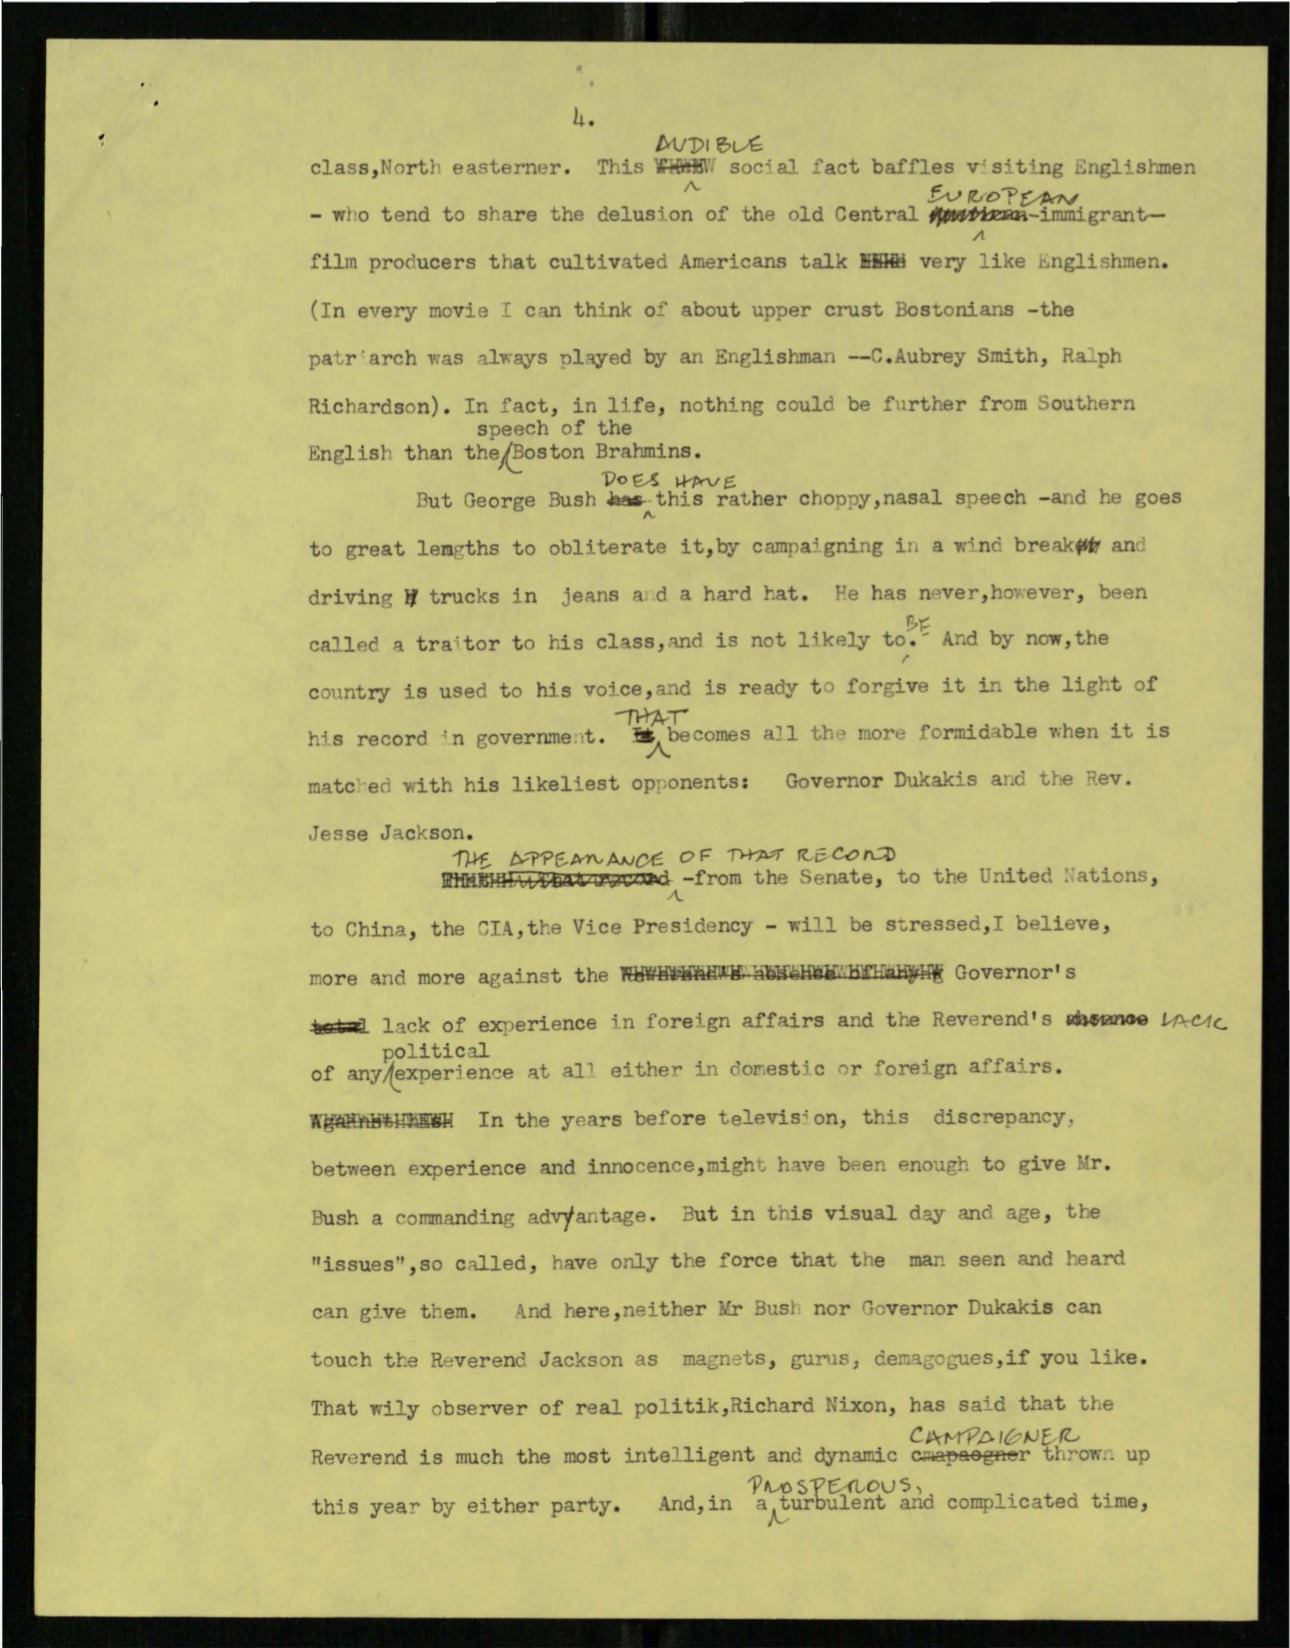 4.
AUDIBLE
class,North easterner. This social fact baffles visiting Englishmen
EUROPEAN
- who tend to share the delusion of the old Central -immigrant-
film producers that cultivated Americans talk very like Englishmen.
(In every movie I can think of about upper crust Bostonians -the
patriarch was always played by an Englishman --C.Aubrey Smith, Ralph
Richardson). In fact, in life, nothing could be further from Southern
speech of the
English than the Boston Brahmins.
DOES HAVE
But George Bush has this rather choppy,nasal speech -and he goes
to great lemgths to obliterate it,by campaigning in a wind breaker and
driving trucks in jeans and a hard hat. He has never,however, been
BE
called a traitor to his class,and is not likely to. And by now,the
country is used to his voice,and is ready to forgive it in the light of
THAT
his record in government. It becomes all the more formidable when it is
matched with his likeliest opponents: Governor Dukakis and the Rev.
Jesse Jackson.
THE APPEARANCE OF THAT RECORD
that record -from the Senate, to the United Nations,
to China, the CIA,the Vice Presidency - will be stressed,I believe,
more and more against the Reverend's absence of any Governor's
total lack of experience in foreign affairs and the Reverend's absence LACK
political
of any experience at all either in domestic or foreign affairs.
Against In the years before television, this discrepancy,
between experience and innocence,might have been enough to give Mr.
Bush a commanding advyantage. But in this visual day and age, the
"issues",so called, have only the force that the man seen and heard
can give them. And here,neither Mr Bush nor Governor Dukakis can
touch the Reverend Jackson as magnets, gurus, demagogues,if you like.
That wily observer of real politik,Richard Nixon, has said that the
CAMPAIGNER
Reverend is much the most intelligent and dynamic cmapaogner thrown up
PROSPEROUS,
this year by either party. And,in a turbulent and complicated time,